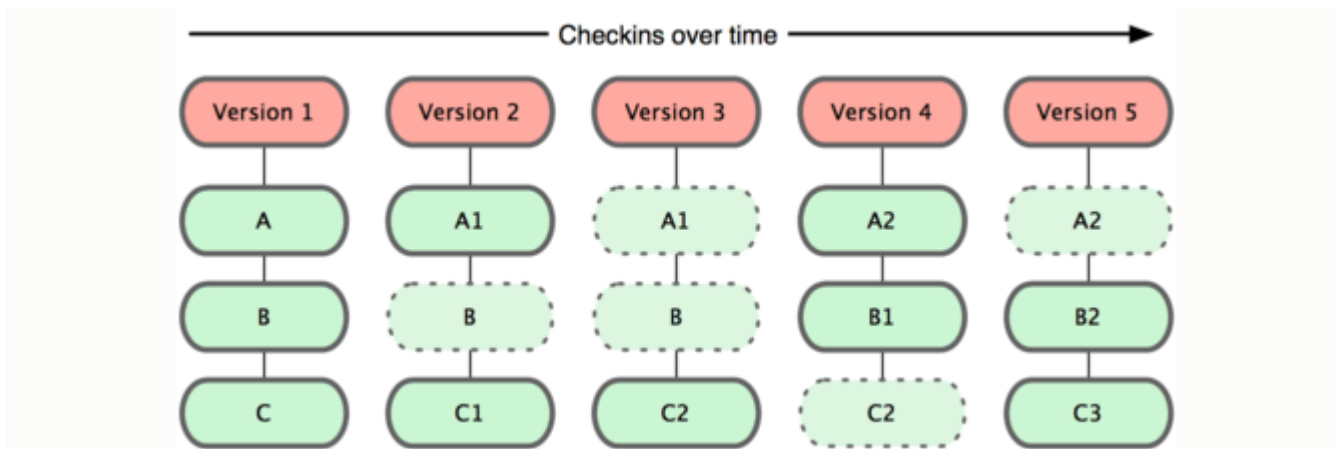 Checkins over time
Version 1 Version 2 Version 3 Version 4 Version 5
A A1 A1 A2 A2
B B B B1 B2
C C1 C2 C2 C3